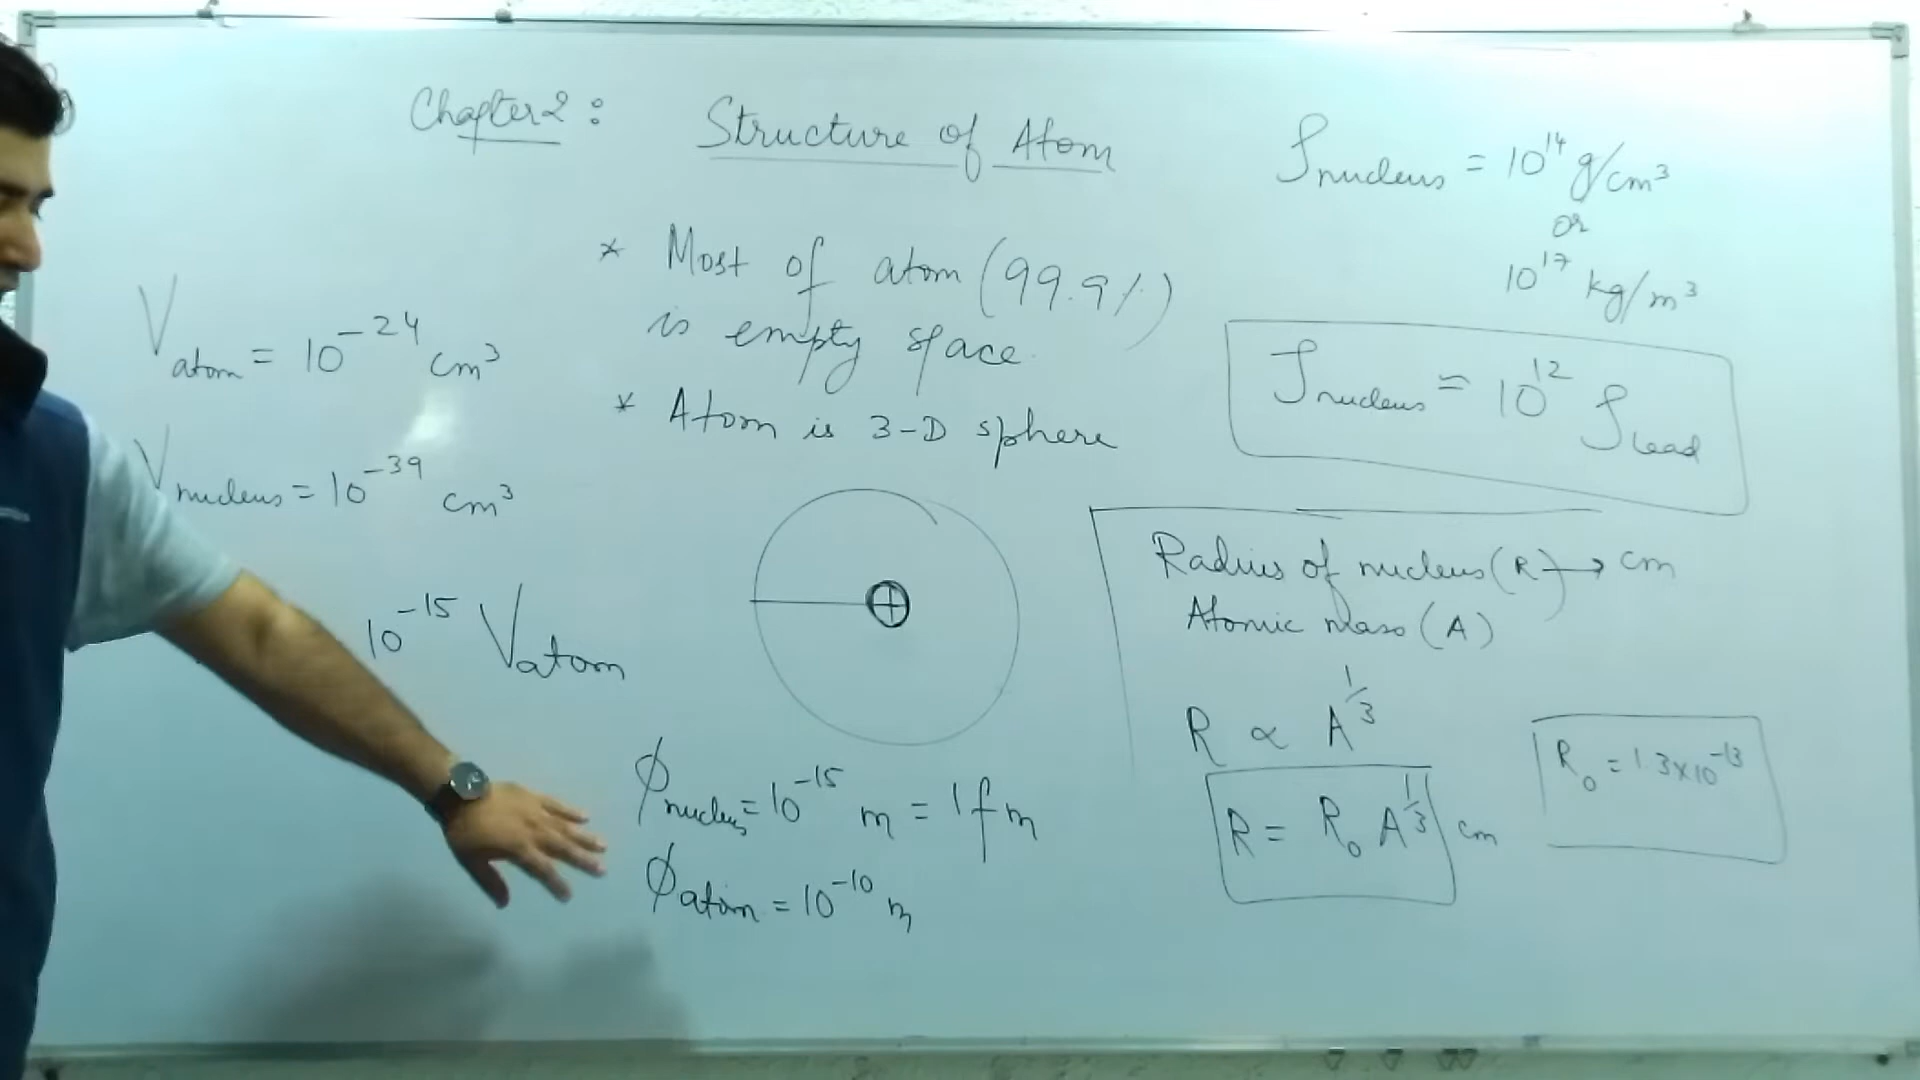 Chapter 2 : Structure of Atom
V atom = 10⁻²⁴ cm³
V nucleus = 10⁻³⁹ cm³
10⁻¹⁵ V atom
* Most of atom (99.9%)
is empty space.
* Atom is 3-D sphere
⊕
ϕ nucleus = 10⁻¹⁵ m = 1 fm
ϕ atom = 10⁻¹⁰ m
ρ nucleus = 10¹⁴ g/cm³
or
10¹⁷ kg/m³
ρ nucleus ≈ 10¹² ρ Lead
Radius of nucleus (R) → cm
Atomic mass (A)
R ∝ A^1/3
R = R₀ A^1/3 cm
R₀ = 1.3×10⁻¹³